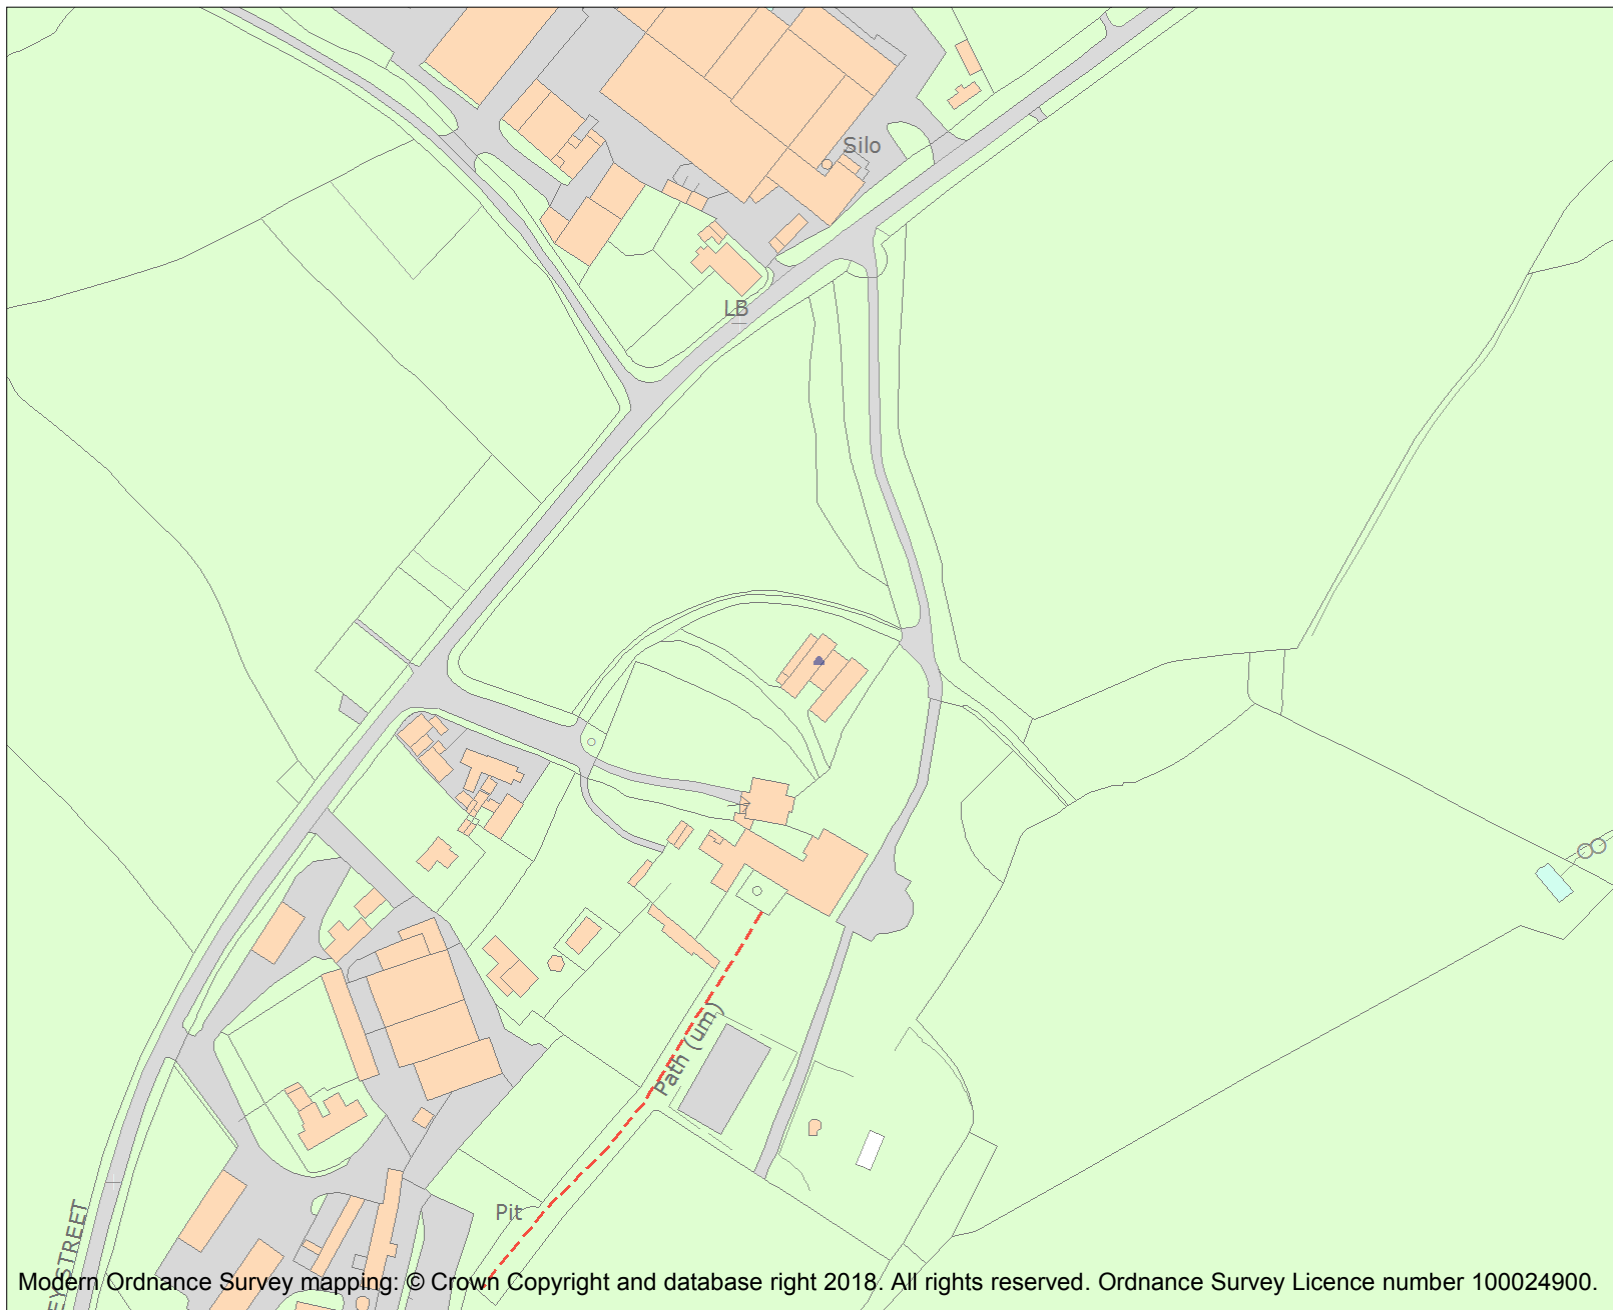 Silo
LB
Path (um)
Pit
EY STREET
Modern Ordnance Survey mapping: © Crown Copyright and database right 2018. All rights reserved. Ordnance Survey Licence number 100024900.